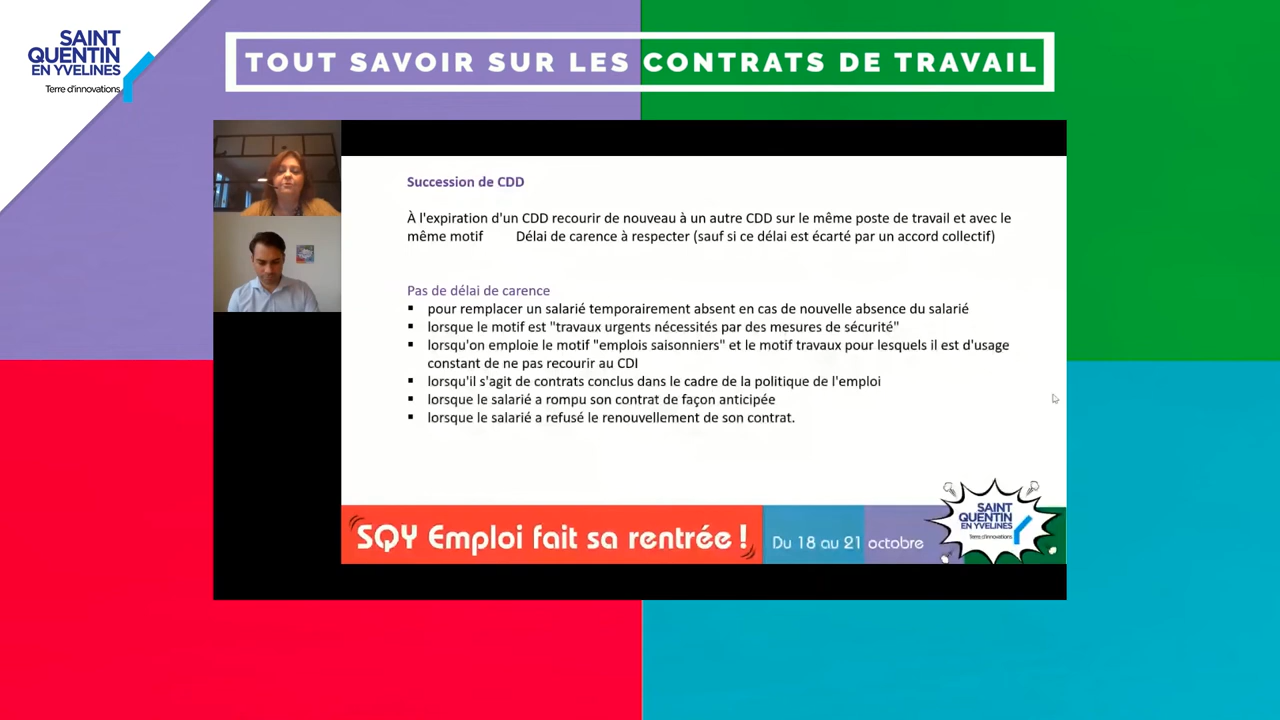 SAINT
QUENTIN
EN YVELINES
Terre d'innovations
TOUT SAVOIR SUR LES CONTRATS DE TRAVAIL
Succession de CDD
À l'expiration d'un CDD recourir de nouveau à un autre CDD sur le même poste de travail et avec le
même motif Délai de carence à respecter (sauf si ce délai est écarté par un accord collectif)
Pas de délai de carence
▪ pour remplacer un salarié temporairement absent en cas de nouvelle absence du salarié
▪ lorsque le motif est "travaux urgents nécessités par des mesures de sécurité"
▪ lorsqu'on emploie le motif "emplois saisonniers" et le motif travaux pour lesquels il est d'usage
constant de ne pas recourir au CDI
▪ lorsqu'il s'agit de contrats conclus dans le cadre de la politique de l'emploi
▪ lorsque le salarié a rompu son contrat de façon anticipée
▪ lorsque le salarié a refusé le renouvellement de son contrat.
SQY Emploi fait sa rentrée !
Du 18 au 21 octobre
SAINT
QUENTIN
EN YVELINES
Terre d'innovations